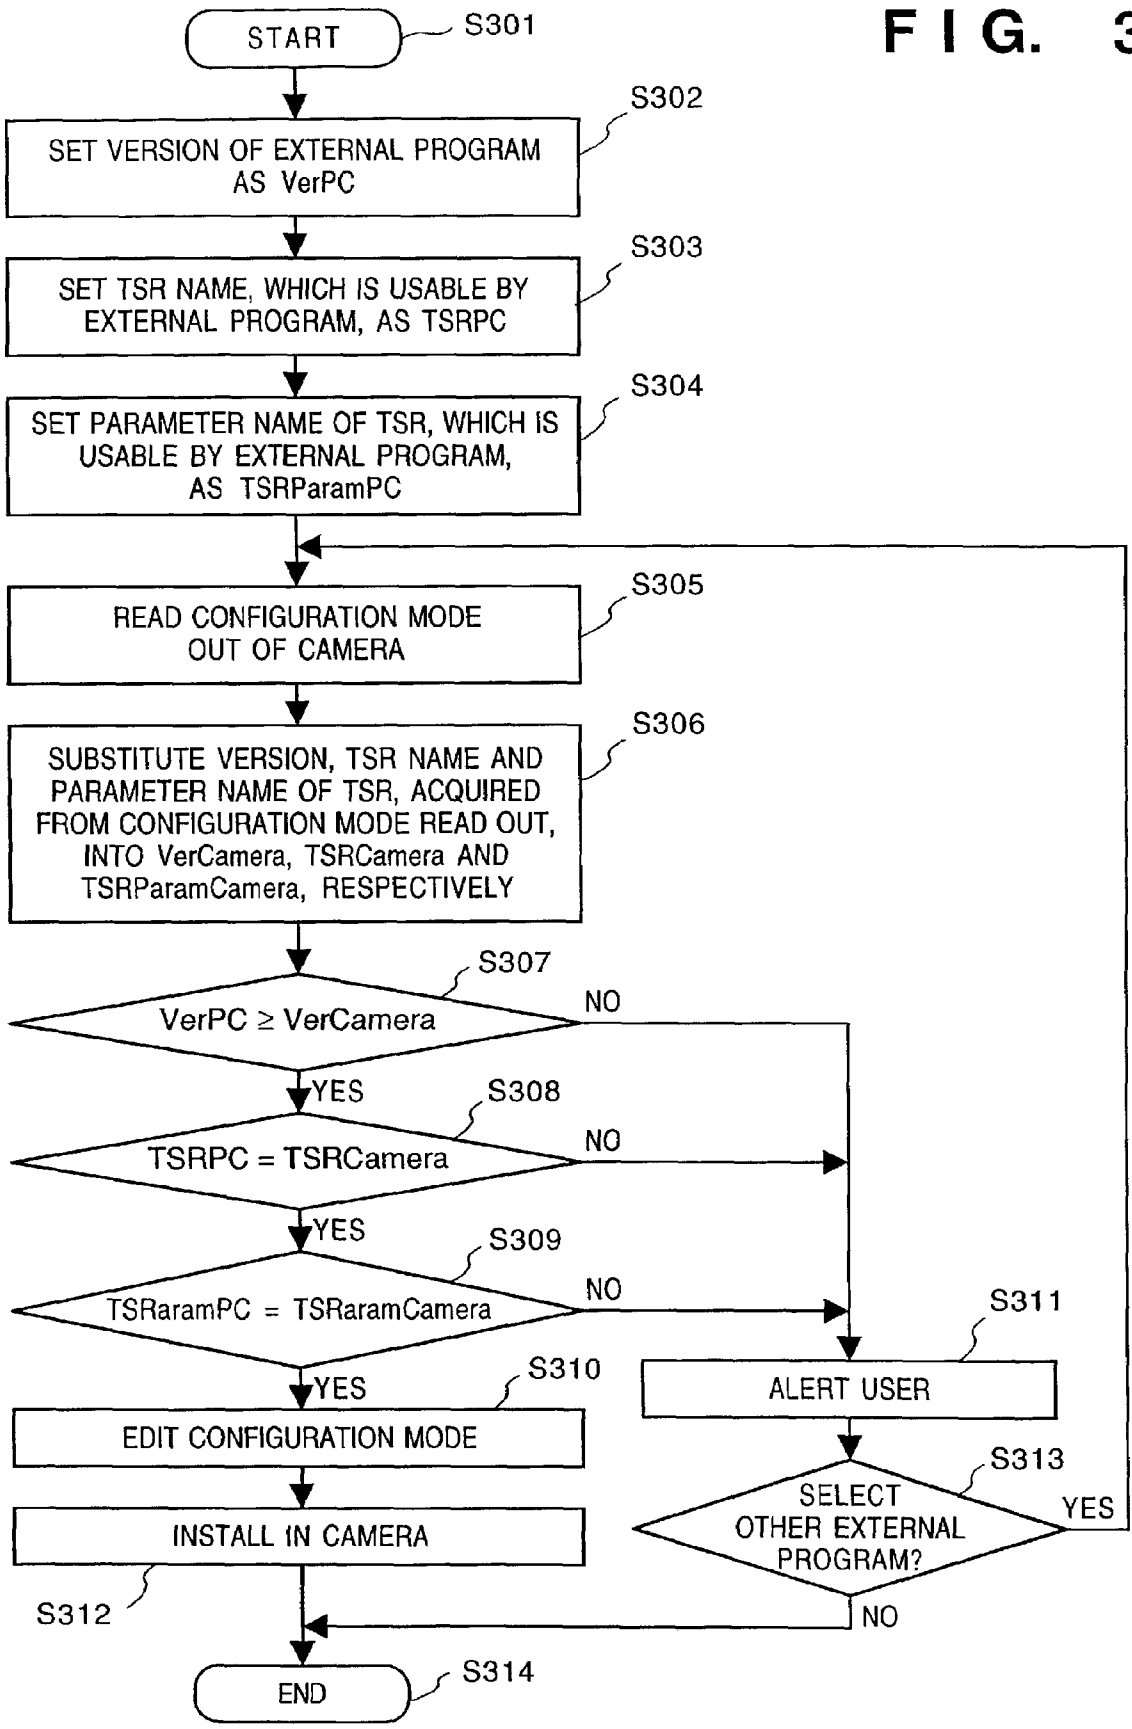 START
S301
FIG. 3
S302
SET VERSION OF EXTERNAL PROGRAM
AS VerPC
S303
SET TSR NAME, WHICH IS USABLE BY
EXTERNAL PROGRAM, AS TSRPC
S304
SET PARAMETER NAME OF TSR, WHICH IS
USABLE BY EXTERNAL PROGRAM,
AS TSRParamPC
S305
READ CONFIGURATION MODE
OUT OF CAMERA
S306
SUBSTITUTE VERSION, TSR NAME AND
PARAMETER NAME OF TSR, ACQUIRED
FROM CONFIGURATION MODE READ OUT,
INTO VerCamera, TSRCamera AND
TSRParamCamera, RESPECTIVELY
S307
VerPC ≥ VerCamera
NO
YES
S308
TSRPC = TSRCamera
NO
YES
S309
TSRaramPC = TSRaramCamera
NO
YES
S310
EDIT CONFIGURATION MODE
S311
ALERT USER
S313
SELECT
OTHER EXTERNAL
PROGRAM?
YES
NO
INSTALL IN CAMERA
S312
S314
END